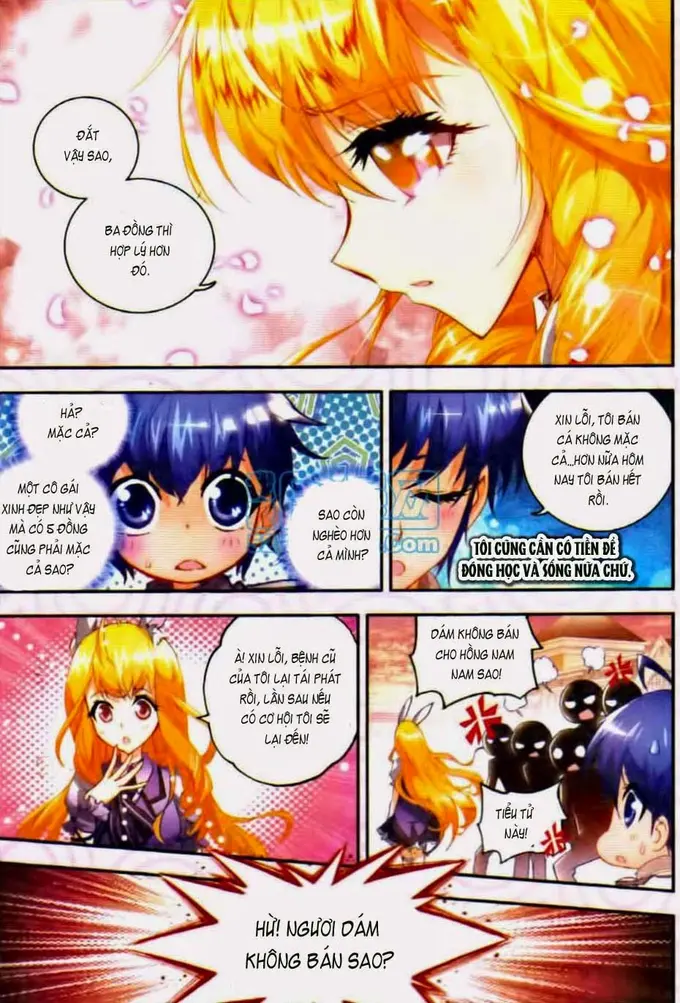 ĐẮT
VẬY SAO,
BA ĐỒNG THÌ
HỢP LÝ HƠN
ĐÓ.
HẢ?
MẶC CẢ?
MỘT CÔ GÁI
XINH ĐẸP NHƯ VẬY
MÀ CÓ 5 ĐỒNG
CŨNG PHẢI MẶC
CẢ SAO?
SAO CÒN
NGHÈO HƠN
CẢ MÌNH?
XIN LỖI, TÔI BÁN
CÁ KHÔNG MẶC
CẢ...HƠN NỮA HÔM
NAY TÔI BÁN HẾT
RỒI.
TÔI CŨNG CẦN CÓ TIỀN ĐỂ
ĐÓNG HỌC VÀ SỐNG NỮA CHỨ,
.Com
À! XIN LỖI, BỆNH CŨ
CỦA TÔI LẠI TÁI PHÁT
RỒI, LẦN SAU NẾU
CÓ CƠ HỘI TÔI SẼ
LẠI ĐẾN!
DÁM KHÔNG BÁN
CHO HỒNG NAM
NAM SAO!
TIỂU TỬ
NÀY!
HỪ! NGƯƠI DÁM
KHÔNG BÁN SAO?